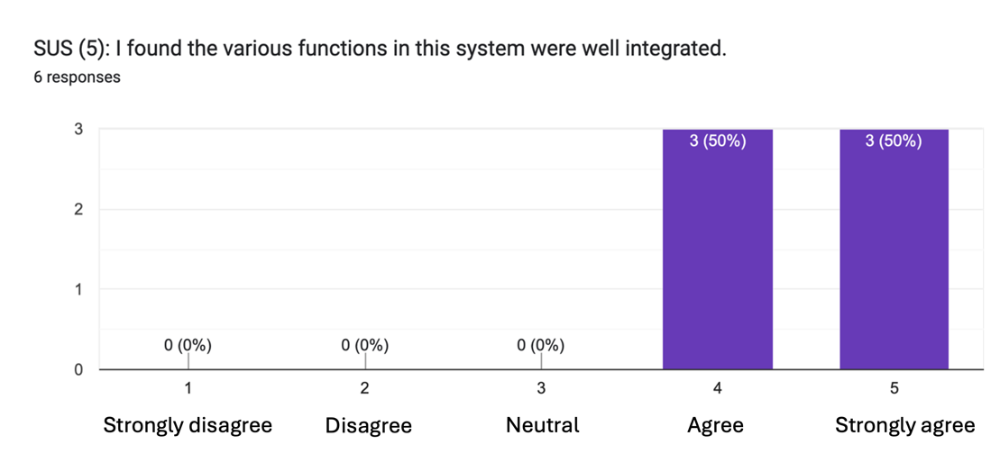 SUS (5): I found the various functions in this system were well integrated.
6 responses
3
3 (50%) 3 (50%)
2
1
0 (0%) 0 (0%) 0 (0%)
0
1 2 3 4 5
Strongly disagree Disagree Neutral Agree Strongly agree